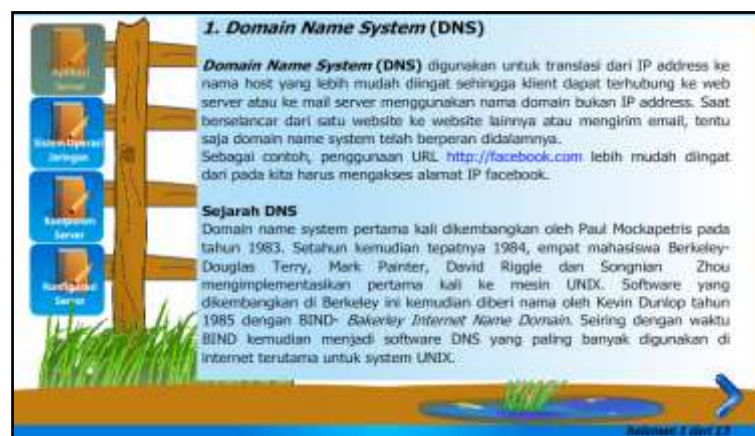 Aplikasi
Server
Sistem Operasi
Jaringan
Komponen
Server
Konfigurasi
Server
1. Domain Name System (DNS)
Domain Name System (DNS) digunakan untuk translasi dari IP address ke
nama host yang lebih mudah diingat sehingga klient dapat terhubung ke web
server atau ke mail server menggunakan nama domain bukan IP address. Saat
berselancar dari satu website ke website lainnya atau mengirim email, tentu
saja domain name system telah berperan didalamnya.
Sebagai contoh, penggunaan URL http://facebook.com lebih mudah diingat
dari pada kita harus mengakses alamat IP facebook.
Sejarah DNS
Domain name system pertama kali dikembangkan oleh Paul Mockapetris pada
tahun 1983. Setahun kemudian tepatnya 1984, empat mahasiswa Berkeley-
Douglas Terry, Mark Painter, David Riggle dan Songnian Zhou
mengimplementasikan pertama kali ke mesin UNIX. Software yang
dikembangkan di Berkeley ini kemudian diberi nama oleh Kevin Dunlop tahun
1985 dengan BIND- Bakerley Internet Name Domain. Seiring dengan waktu
BIND kemudian menjadi software DNS yang paling banyak digunakan di
internet terutama untuk system UNIX.
halaman 1 dari 13